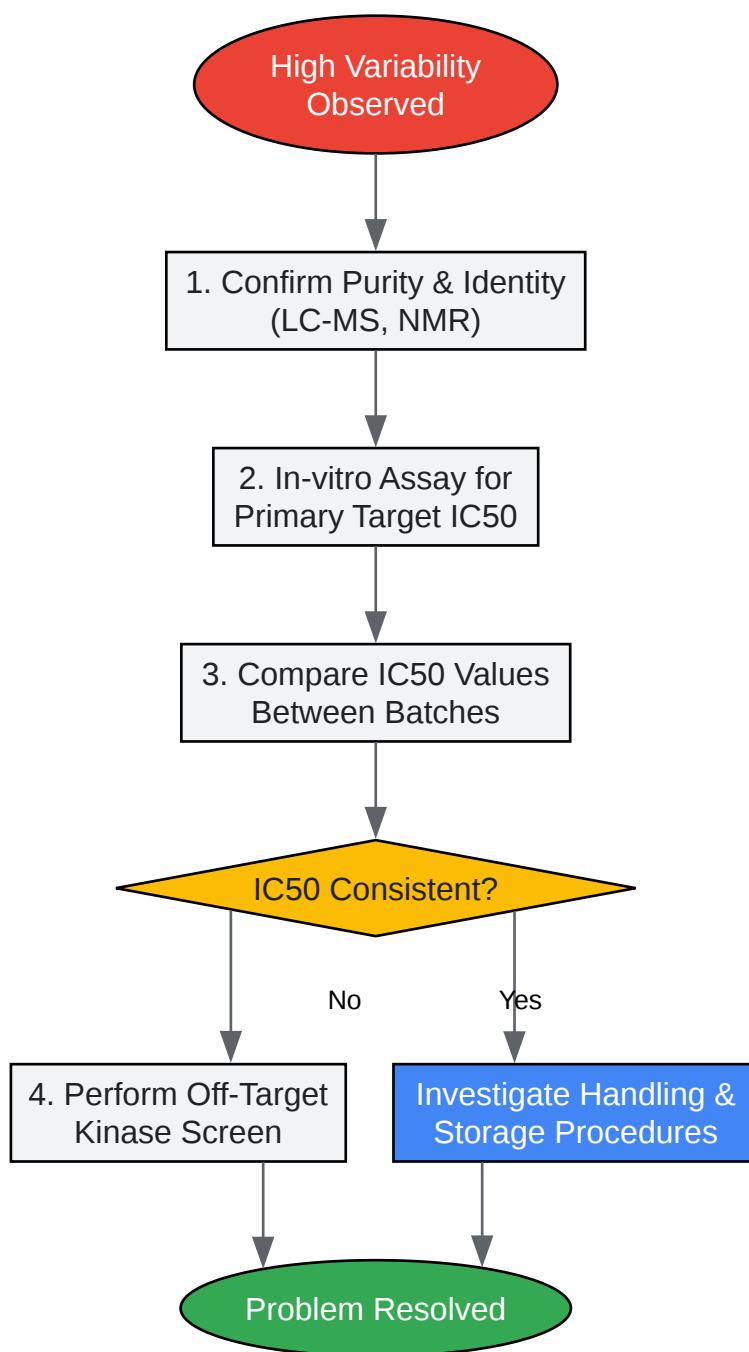 High Variability
Observed
1. Confirm Purity & Identity
(LC-MS, NMR)
2. In-vitro Assay for
Primary Target IC50
3. Compare IC50 Values
Between Batches
IC50 Consistent?
No
Yes
4. Perform Off-Target
Kinase Screen
Investigate Handling &
Storage Procedures
Problem Resolved